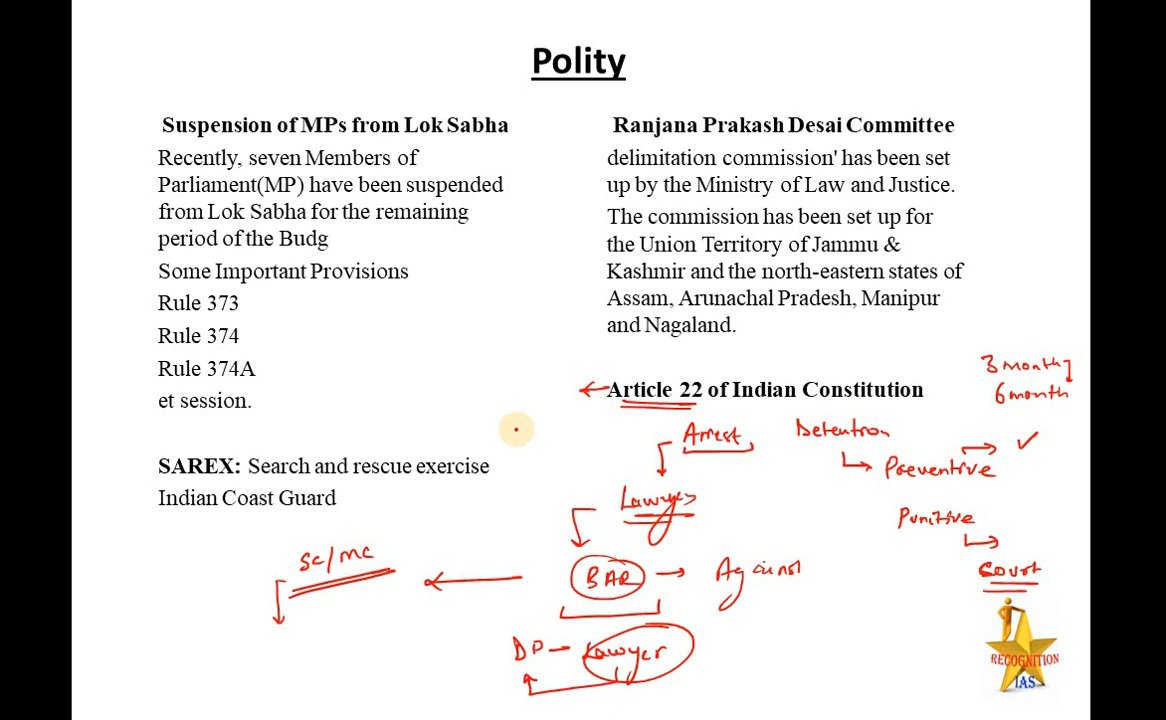 Polity
Suspension of MPs from Lok Sabha
Recently, seven Members of
Parliament(MP) have been suspended
from Lok Sabha for the remaining
period of the Budg
Some Important Provisions
Rule 373
Rule 374
Rule 374A
et session.
SAREX: Search and rescue exercise
Indian Coast Guard
Ranjana Prakash Desai Committee
delimitation commission' has been set
up by the Ministry of Law and Justice.
The commission has been set up for
the Union Territory of Jammu &
Kashmir and the north-eastern states of
Assam, Arunachal Pradesh, Manipur
and Nagaland.
3 month
6 month
Article 22 of Indian Constitution
Arrest
Detention
Preventive
Lawyer
Punitive
Court
SC/MC
BAR
Against
DP - Lawyer
RECOGNITION
IAS